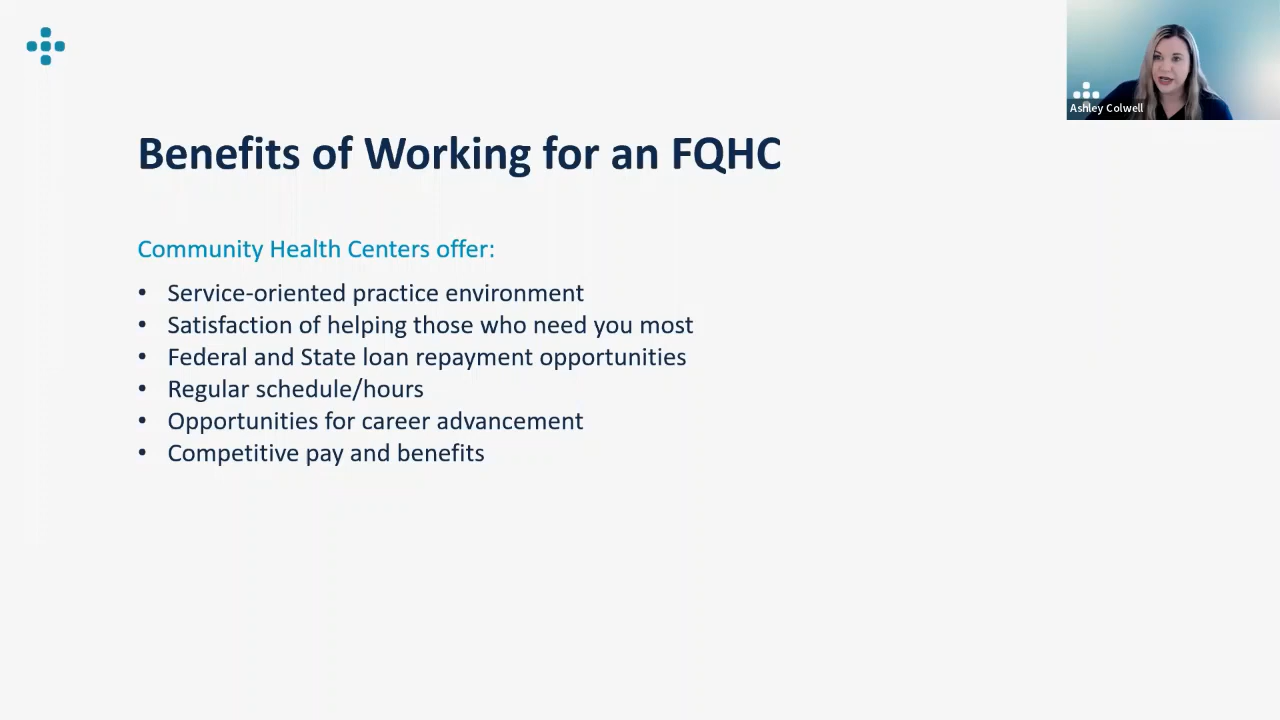 Ashley Colwell
Benefits of Working for an FQHC
Community Health Centers offer:
• Service-oriented practice environment
• Satisfaction of helping those who need you most
• Federal and State loan repayment opportunities
• Regular schedule/hours
• Opportunities for career advancement
• Competitive pay and benefits